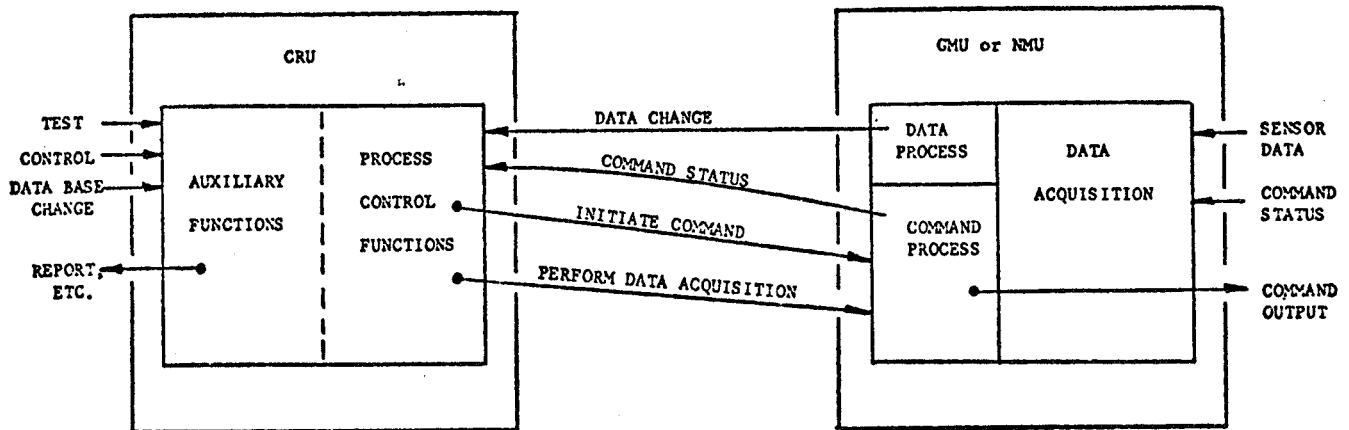 CRU
GMU or NMU
TEST
CONTROL
DATA BASE
CHANGE
REPORT,
ETC.
AUXILIARY
FUNCTIONS
PROCESS
CONTROL
FUNCTIONS
DATA CHANGE
COMMAND STATUS
INITIATE COMMAND
PERFORM DATA ACQUISITION
DATA
PROCESS
COMMAND
PROCESS
DATA
ACQUISITION
SENSOR
DATA
COMMAND
STATUS
COMMAND
OUTPUT